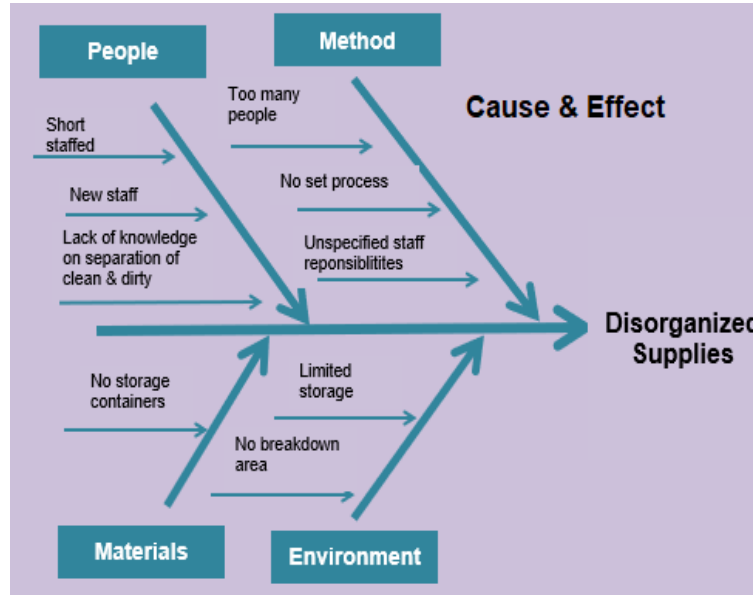 People
Method
Cause & Effect
Too many
people
Short
staffed
No set process
New staff
Lack of knowledge
on separation of
clean & dirty
Unspecified staff
reponsiblitites
Disorganized
Supplies
No storage
containers
Limited
storage
No breakdown
area
Materials
Environment